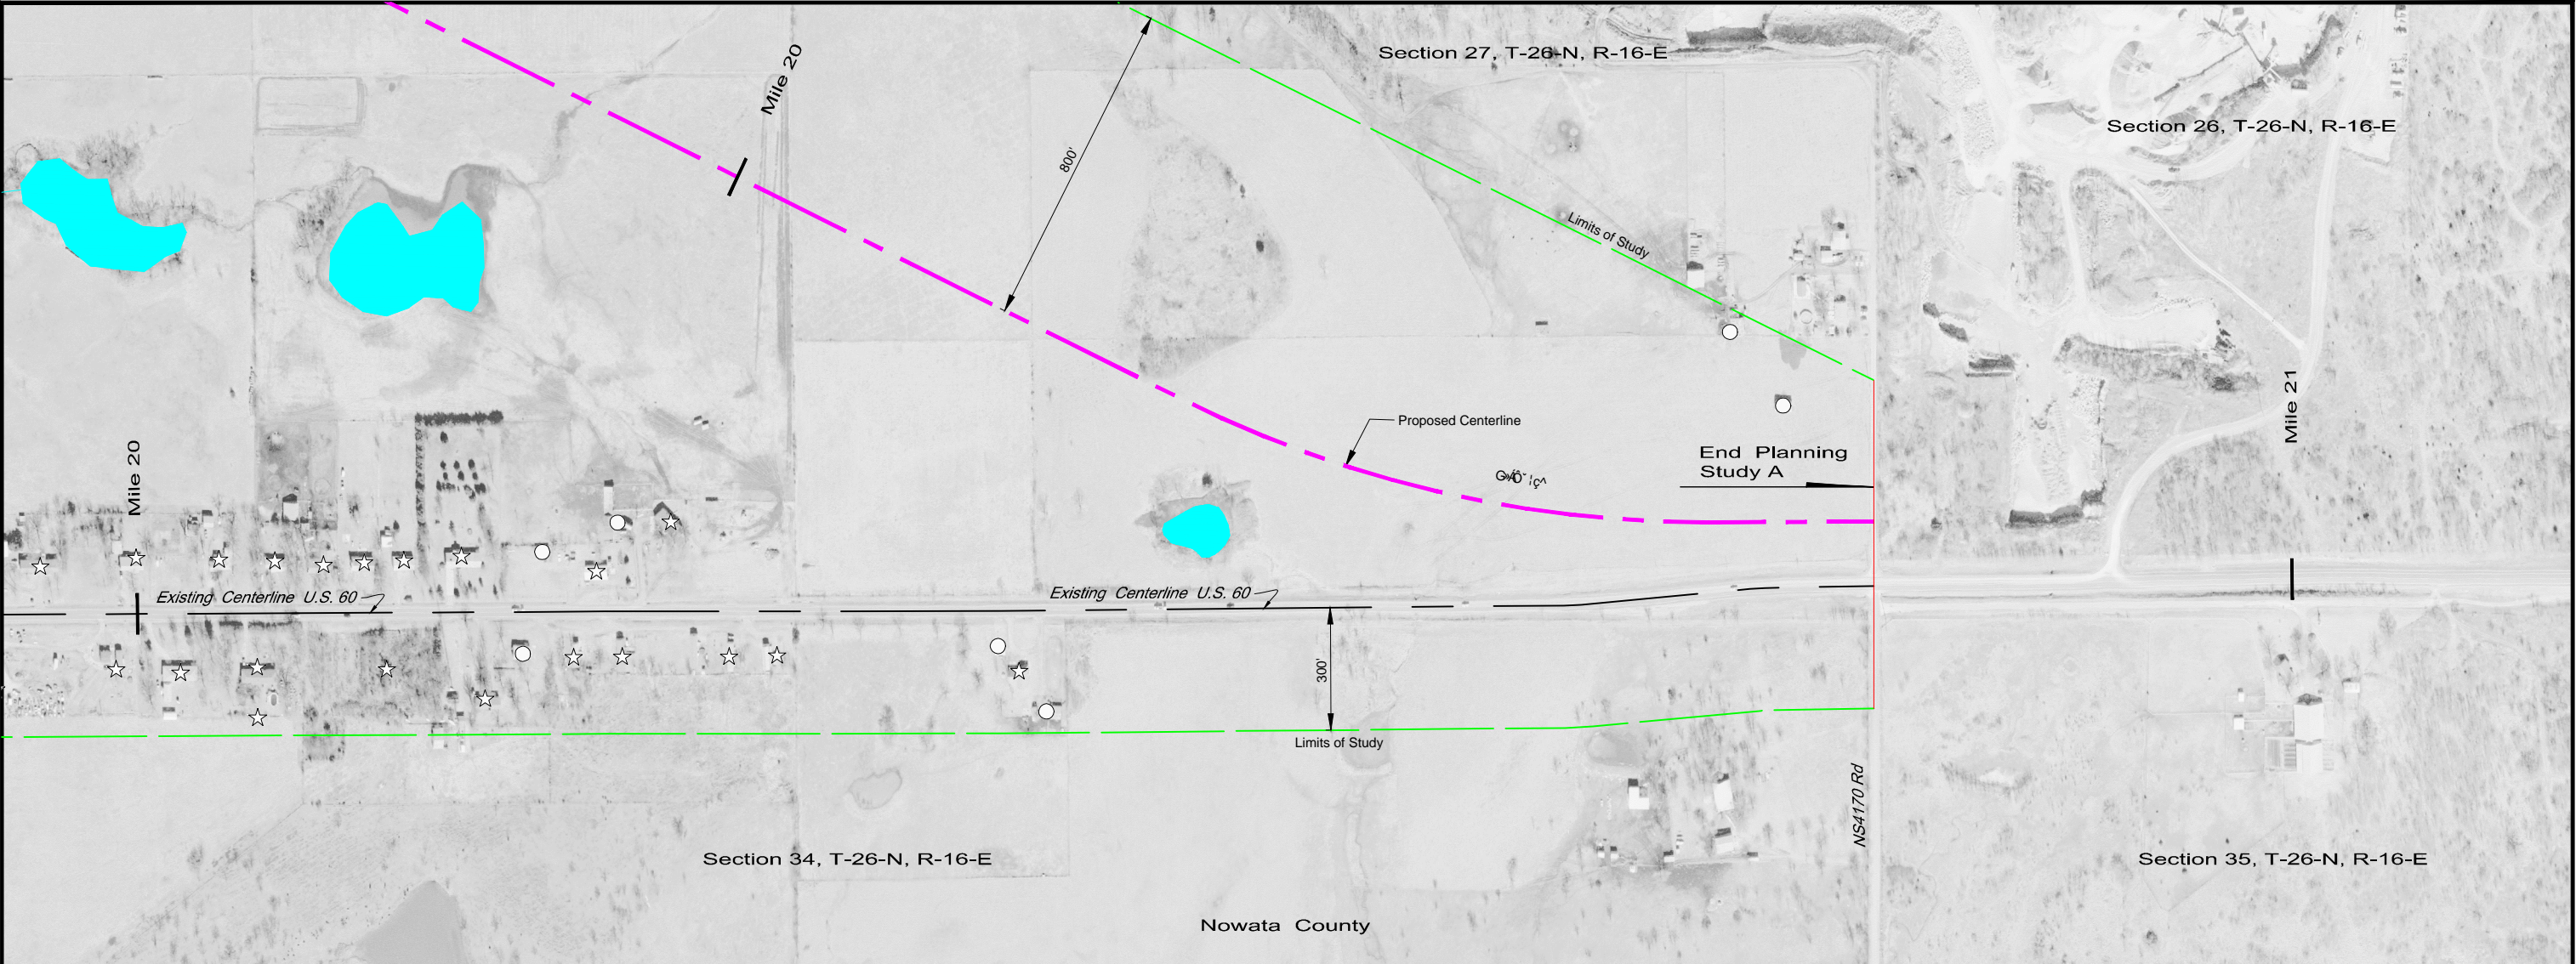 Section 27, T-26-N, R-16-E
Mile 20
Section 26, T-26-N, R-16-E
800'
Limits of Study
Mile 21
Proposed Centerline
Mile 20
End Planning
Study A
Existing Centerline U.S. 60
Existing Centerline U.S. 60
300'
Limits of Study
NS4170 Rd
Section 34, T-26-N, R-16-E
Section 35, T-26-N, R-16-E
Nowata County